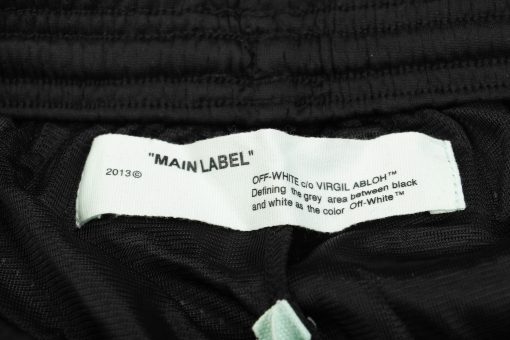 "MAIN LABEL"
2013©
OFF-WHITE c/o VIRGIL ABLOH™
Defining the grey area between black
and white as the color Off-White™